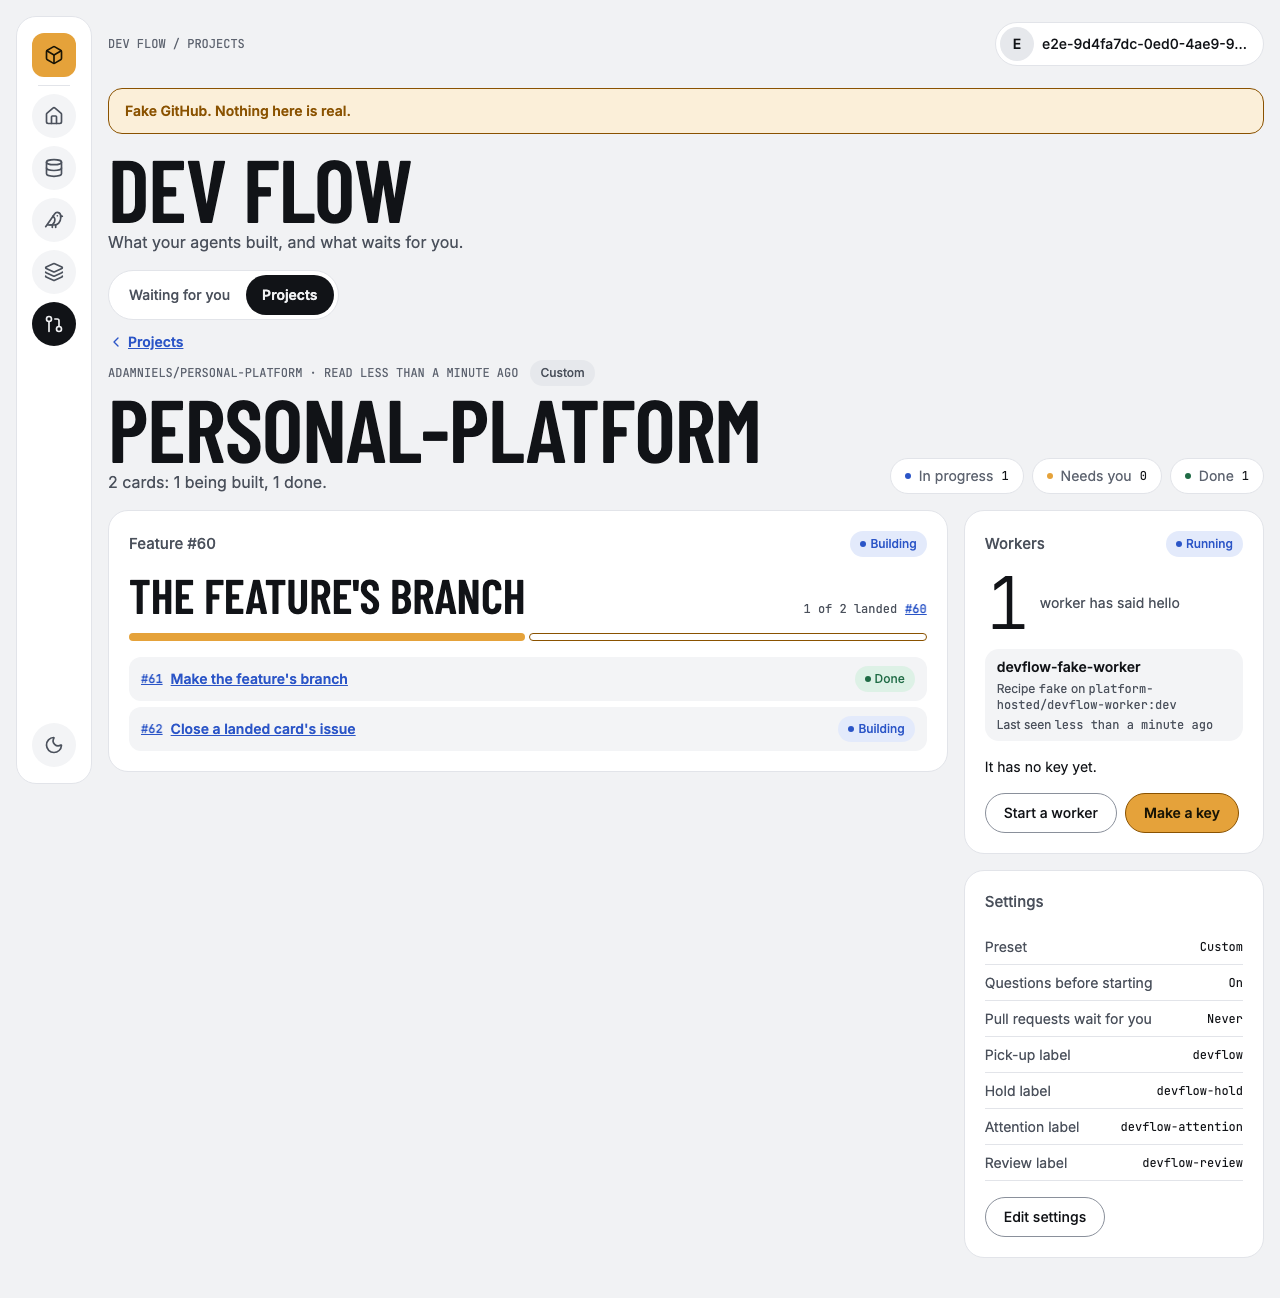 DEV FLOW / PROJECTS
E
e2e-9d4fa7dc-0ed0-4ae9-9...
Fake GitHub. Nothing here is real.
DEV FLOW
What your agents built, and what waits for you.
Waiting for you
Projects
Projects
ADAMNIELS/PERSONAL-PLATFORM · READ LESS THAN A MINUTE AGO
Custom
PERSONAL-PLATFORM
2 cards: 1 being built, 1 done.
In progress 1
Needs you 0
Done 1
Feature #60
Building
THE FEATURE'S BRANCH
1 of 2 landed #60
#61 Make the feature's branch
Done
#62 Close a landed card's issue
Building
Workers
Running
1 worker has said hello
devflow-fake-worker
Recipe fake on platform-
hosted/devflow-worker:dev
Last seen less than a minute ago
It has no key yet.
Start a worker
Make a key
Settings
Preset Custom
Questions before starting On
Pull requests wait for you Never
Pick-up label devflow
Hold label devflow-hold
Attention label devflow-attention
Review label devflow-review
Edit settings